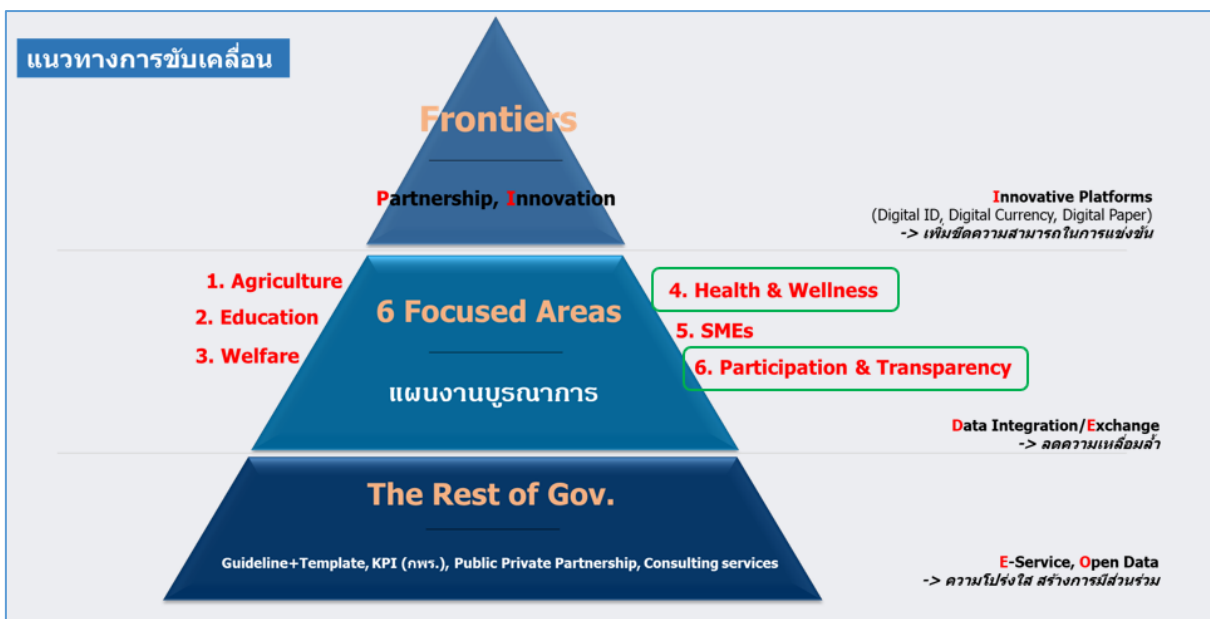 แนวทางการขับเคลื่อน
Frontiers
Partnership, Innovation
Innovative Platforms
(Digital ID, Digital Currency, Digital Paper)
-> เพิ่มขีดความสามารถในการแข่งขัน
1. Agriculture
2. Education
3. Welfare
6 Focused Areas
แผนงานบูรณาการ
4. Health & Wellness
5. SMEs
6. Participation & Transparency
Data Integration/Exchange
-> ลดความเหลื่อมล้ำ
The Rest of Gov.
Guideline+Template, KPI (กพร.), Public Private Partnership, Consulting services
E-Service, Open Data
-> ความโปร่งใส สร้างการมีส่วนร่วม